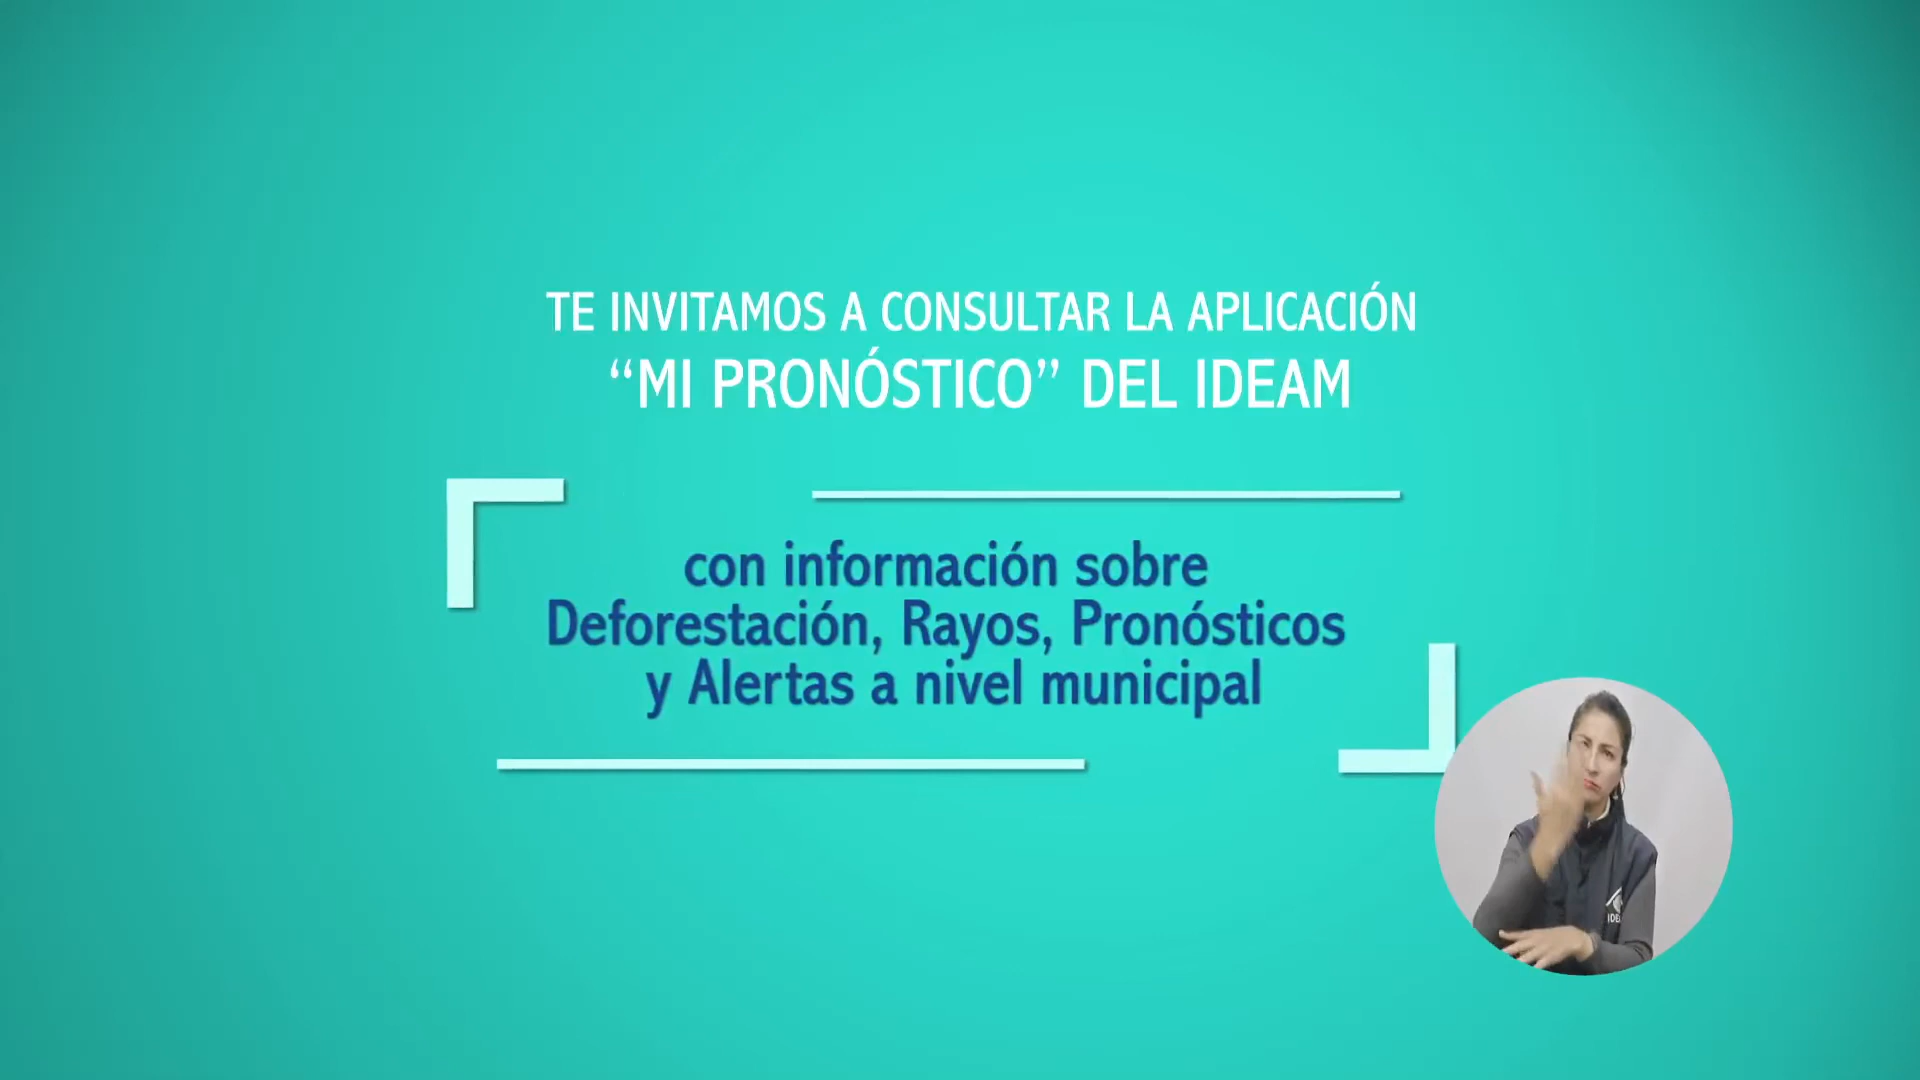 TE INVITAMOS A CONSULTAR LA APLICACIÓN
“MI PRONÓSTICO” DEL IDEAM
con información sobre
Deforestación, Rayos, Pronósticos
y Alertas a nivel municipal